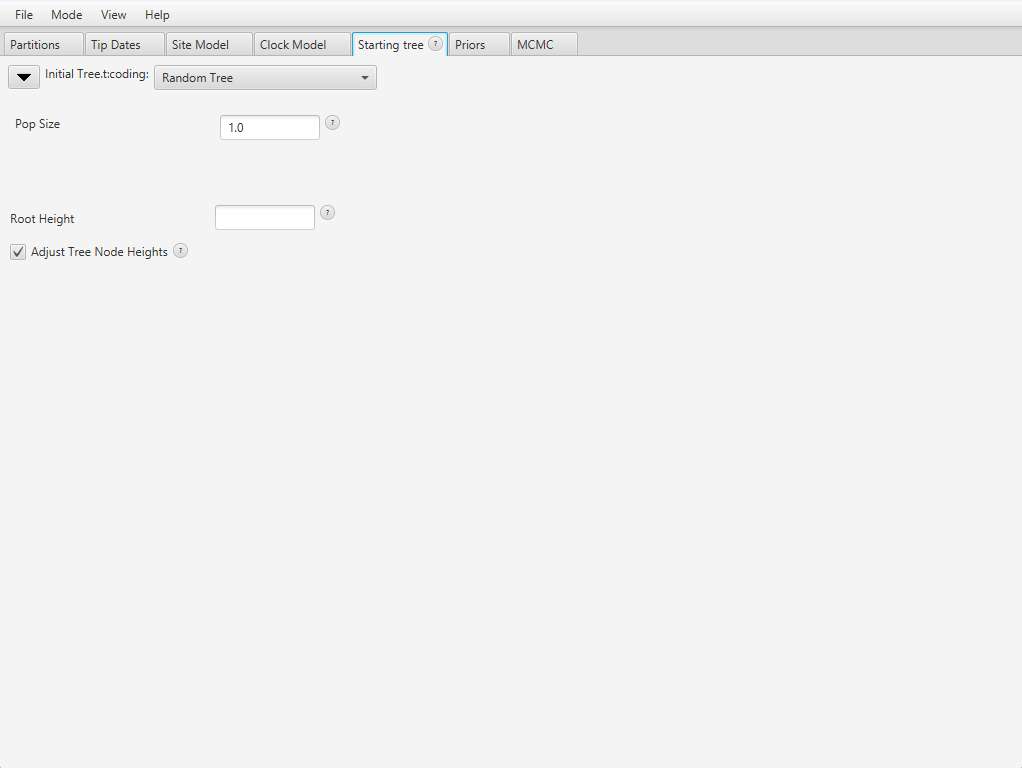 File Mode View Help
Partitions Tip Dates Site Model Clock Model Starting tree ? Priors MCMC
Initial Tree.t:coding: Random Tree
Pop Size 1.0 ?
Root Height ?
Adjust Tree Node Heights ?